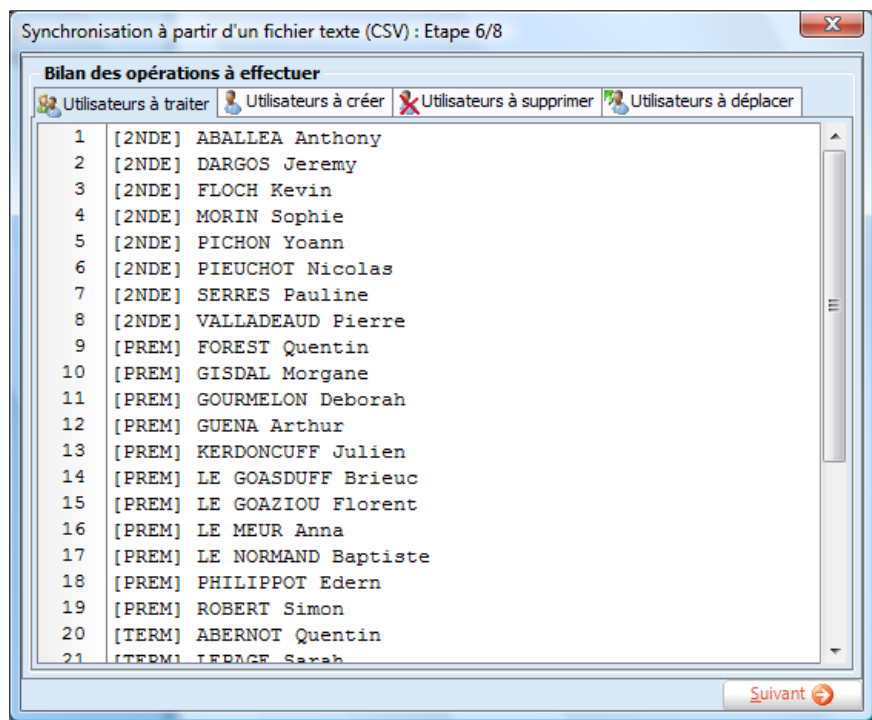 Synchronisation à partir d'un fichier texte (CSV) : Etape 6/8
Bilan des opérations à effectuer
Utilisateurs à traiter Utilisateurs à créer Utilisateurs à supprimer Utilisateurs à déplacer
1 [2NDE] ABALLEA Anthony
2 [2NDE] DARGOS Jeremy
3 [2NDE] FLOCH Kevin
4 [2NDE] MORIN Sophie
5 [2NDE] PICHON Yoann
6 [2NDE] PIEUCHOT Nicolas
7 [2NDE] SERRES Pauline
8 [2NDE] VALLADEAUD Pierre
9 [PREM] FOREST Quentin
10 [PREM] GISDAL Morgane
11 [PREM] GOURMELON Deborah
12 [PREM] GUENA Arthur
13 [PREM] KERDONCUFF Julien
14 [PREM] LE GOASDUFF Brieuc
15 [PREM] LE GOAZIOU Florent
16 [PREM] LE MEUR Anna
17 [PREM] LE NORMAND Baptiste
18 [PREM] PHILIPPOT Edern
19 [PREM] ROBERT Simon
20 [TERM] ABERNOT Quentin
21 [TERM] LEPAGE Sarah
Suivant